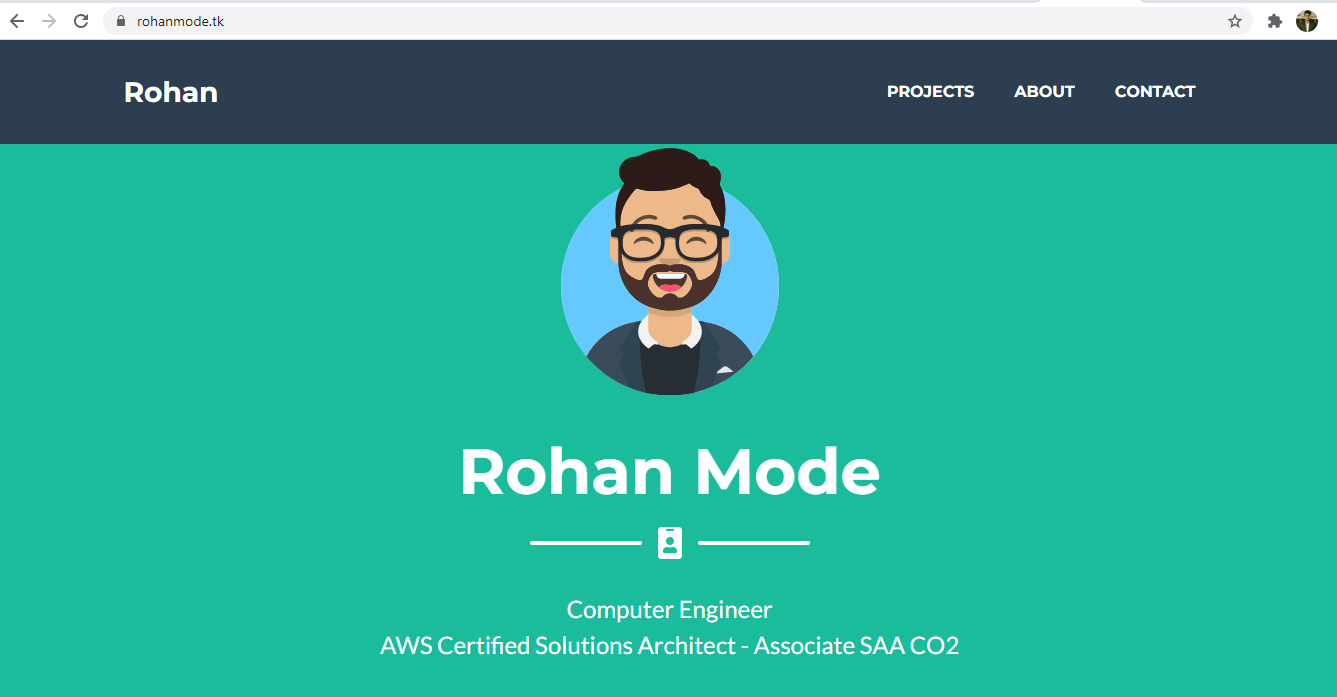 rohanmode.tk
Rohan
PROJECTS ABOUT CONTACT
Rohan Mode
Computer Engineer
AWS Certified Solutions Architect - Associate SAA CO2